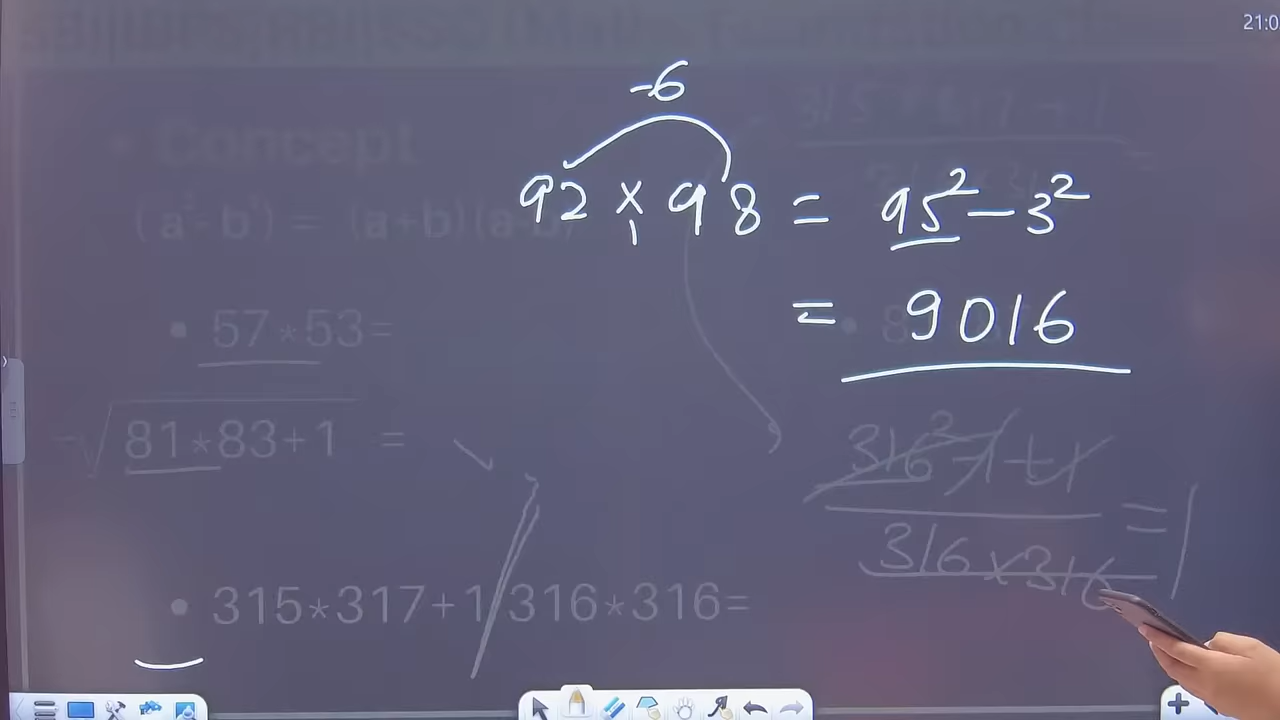 21:0
-6
92 × 98 = 95² - 3²
= 9016
• Concept
(a² - b²) = (a+b)(a-b)
• 57*53=
√81*83+1 =
316² - 1 + 1
316 × 316 = 1
• 315*317+1/316*316=